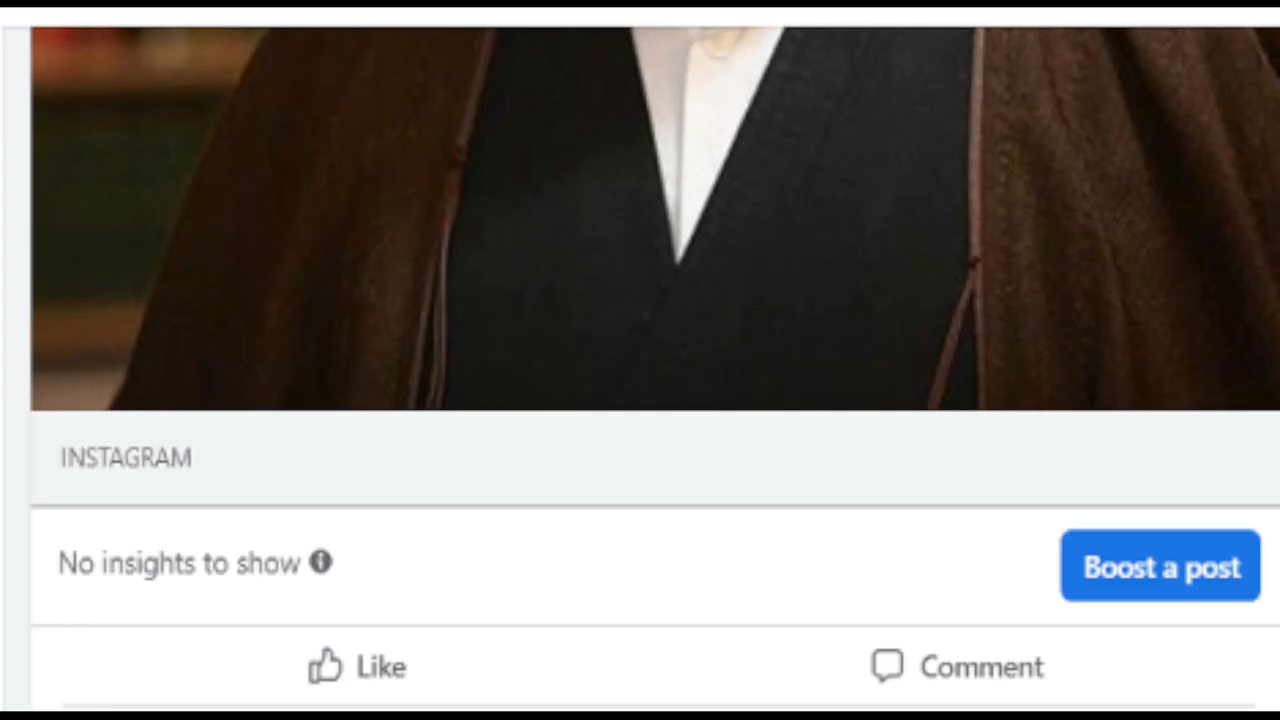 INSTAGRAM
No insights to show
Boost a post
Like
Comment